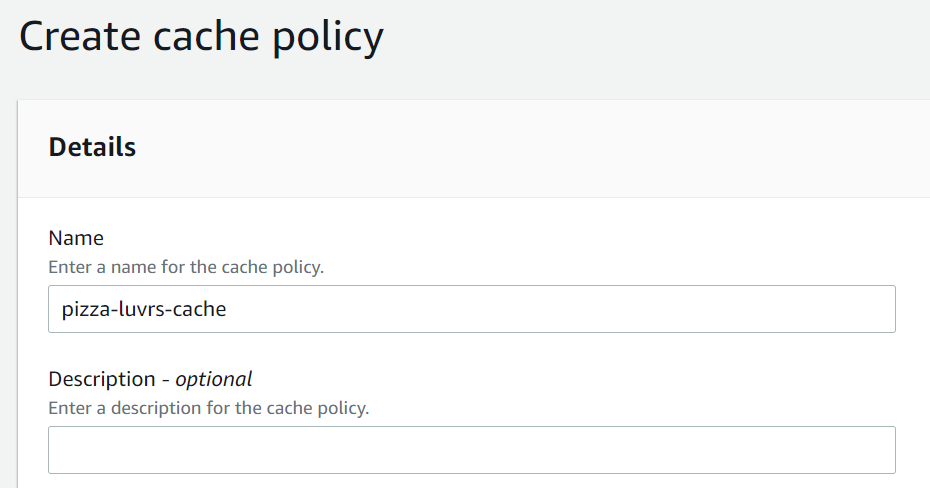 Create cache policy
Details
Name
Enter a name for the cache policy.
pizza-luvrs-cache
Description - optional
Enter a description for the cache policy.